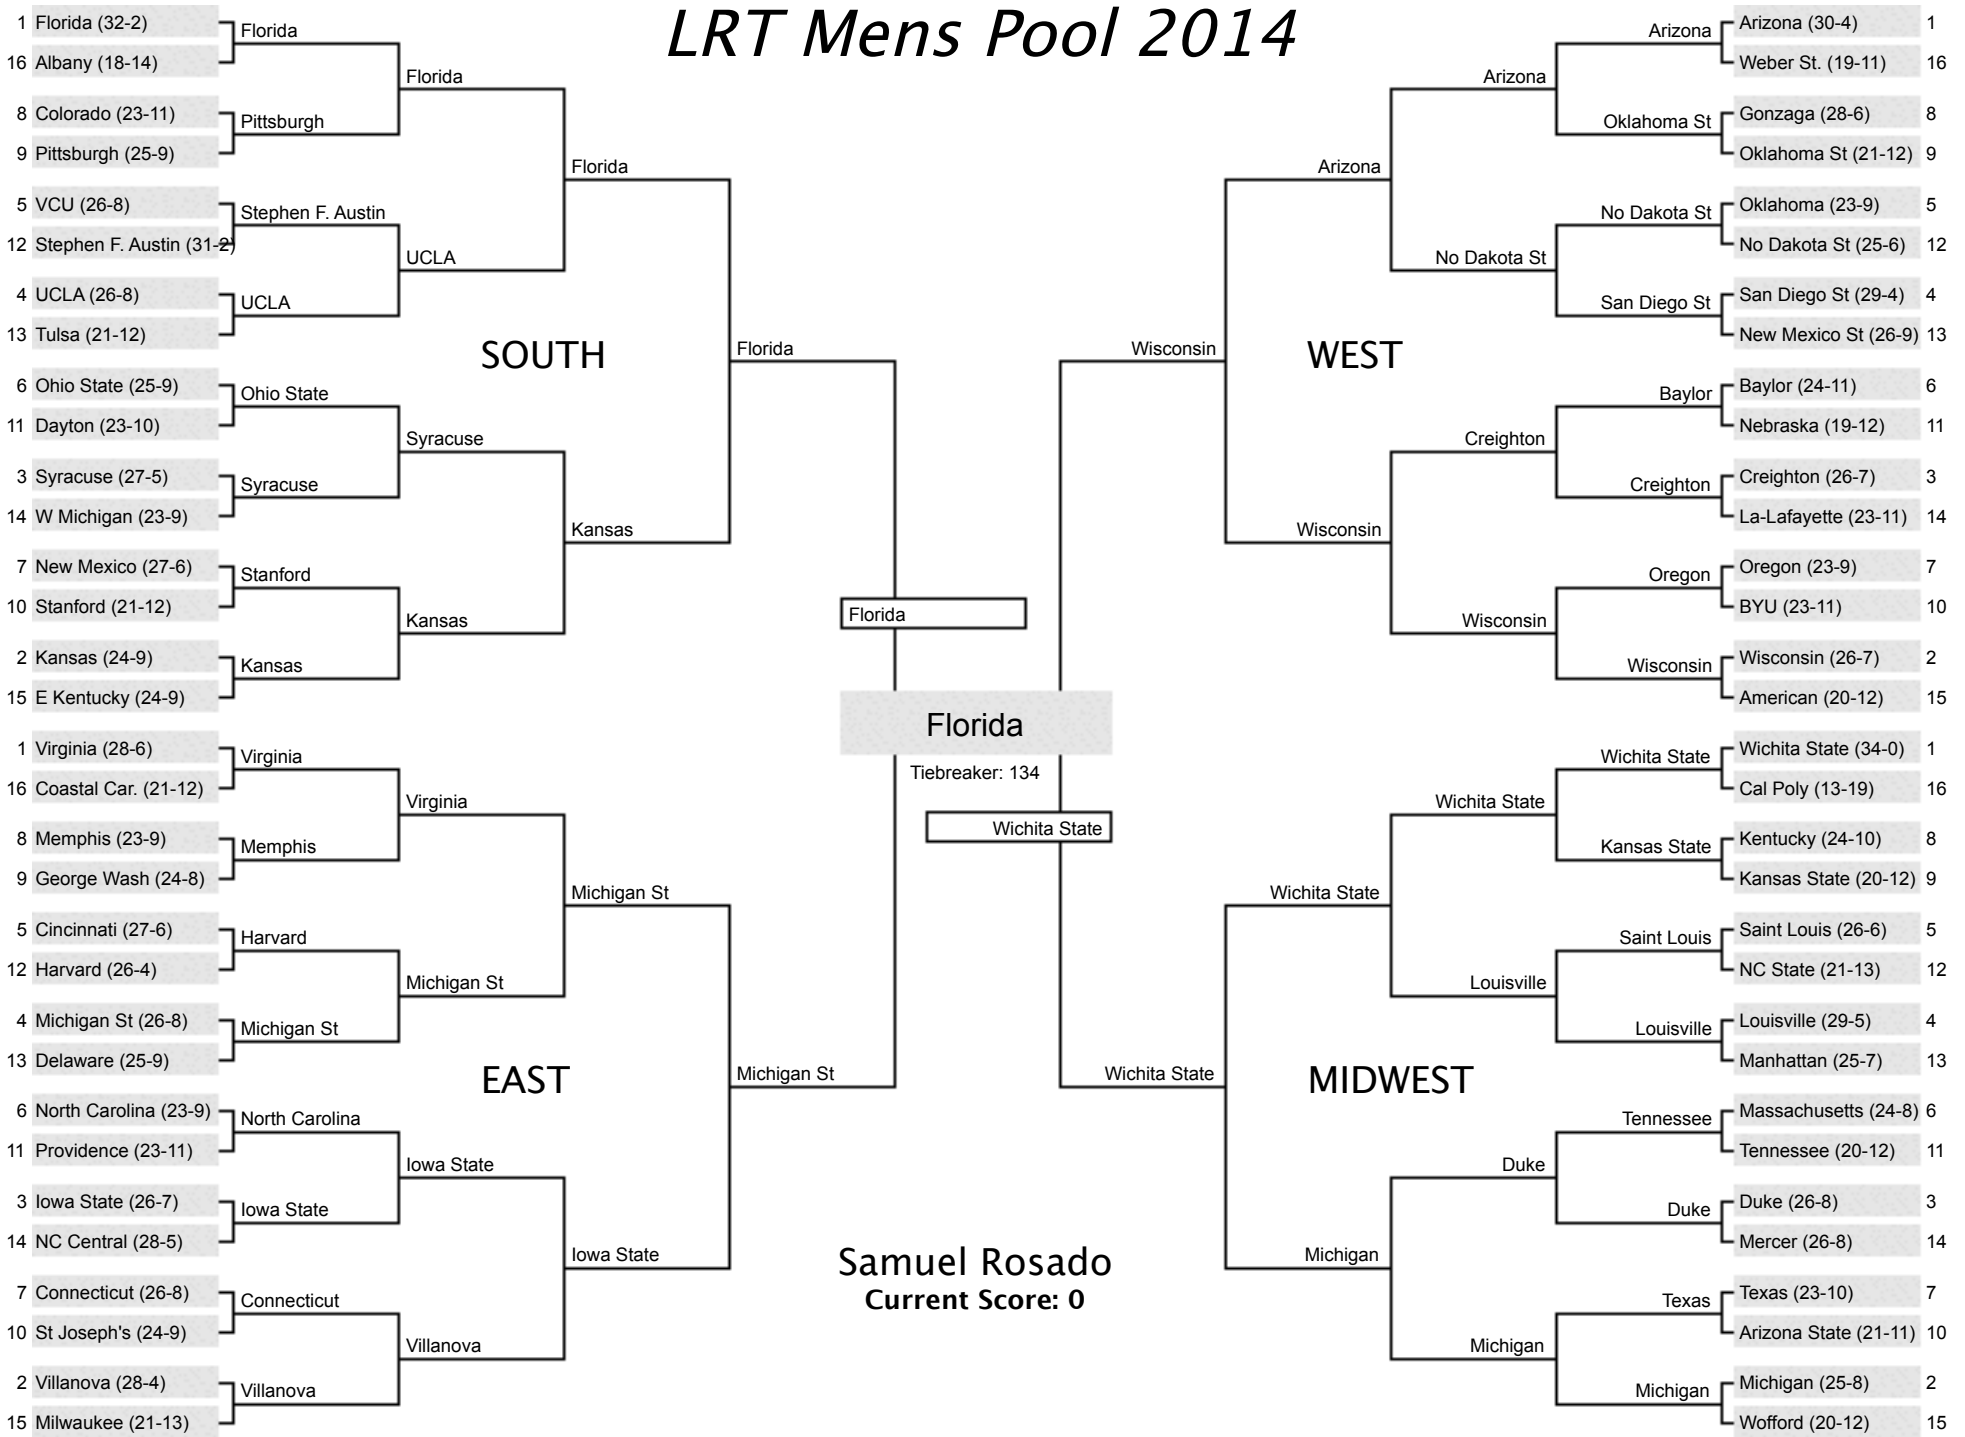 LRT Mens Pool 2014
1 Florida (32-2)
16 Albany (18-14)
8 Colorado (23-11)
9 Pittsburgh (25-9)
5 VCU (26-8)
12 Stephen F. Austin (31-2)
4 UCLA (26-8)
13 Tulsa (21-12)
6 Ohio State (25-9)
11 Dayton (23-10)
3 Syracuse (27-5)
14 W Michigan (23-9)
7 New Mexico (27-6)
10 Stanford (21-12)
2 Kansas (24-9)
15 E Kentucky (24-9)
Florida
Pittsburgh
Stephen F. Austin
UCLA
Ohio State
Syracuse
Stanford
Kansas
Florida
UCLA
Syracuse
Kansas
Florida
Kansas
SOUTH
Florida
1 Virginia (28-6)
16 Coastal Car. (21-12)
8 Memphis (23-9)
9 George Wash (24-8)
5 Cincinnati (27-6)
12 Harvard (26-4)
4 Michigan St (26-8)
13 Delaware (25-9)
6 North Carolina (23-9)
11 Providence (23-11)
3 Iowa State (26-7)
14 NC Central (28-5)
7 Connecticut (26-8)
10 St Joseph's (24-9)
2 Villanova (28-4)
15 Milwaukee (21-13)
Virginia
Memphis
Harvard
Michigan St
North Carolina
Iowa State
Connecticut
Villanova
Virginia
Michigan St
Iowa State
Villanova
Michigan St
Iowa State
EAST
Michigan St
Florida
Florida
Tiebreaker: 134
Wichita State
Samuel Rosado
Current Score: 0
Wisconsin
WEST
Arizona
Wisconsin
Arizona
No Dakota St
Creighton
Wisconsin
Arizona
Oklahoma St
No Dakota St
San Diego St
Baylor
Creighton
Oregon
Wisconsin
Arizona (30-4) 1
Weber St. (19-11) 16
Gonzaga (28-6) 8
Oklahoma St (21-12) 9
Oklahoma (23-9) 5
No Dakota St (25-6) 12
San Diego St (29-4) 4
New Mexico St (26-9) 13
Baylor (24-11) 6
Nebraska (19-12) 11
Creighton (26-7) 3
La-Lafayette (23-11) 14
Oregon (23-9) 7
BYU (23-11) 10
Wisconsin (26-7) 2
American (20-12) 15
Wichita State
MIDWEST
Wichita State
Michigan
Wichita State
Louisville
Duke
Michigan
Wichita State
Kansas State
Saint Louis
Louisville
Tennessee
Duke
Texas
Michigan
Wichita State (34-0) 1
Cal Poly (13-19) 16
Kentucky (24-10) 8
Kansas State (20-12) 9
Saint Louis (26-6) 5
NC State (21-13) 12
Louisville (29-5) 4
Manhattan (25-7) 13
Massachusetts (24-8) 6
Tennessee (20-12) 11
Duke (26-8) 3
Mercer (26-8) 14
Texas (23-10) 7
Arizona State (21-11) 10
Michigan (25-8) 2
Wofford (20-12) 15